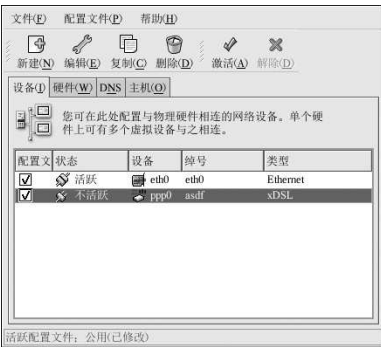 文件(F) 配置文件(P) 帮助(H)
新建(N) 编辑(E) 复制(C) 删除(D) 激活(A) 解除(D)
设备(I) 硬件(W) DNS 主机(O)
您可在此处配置与物理硬件相连的网络设备。单个硬
件上可有多个虚拟设备与之相连。
配置文 状态 设备 绰号 类型
活跃 eth0 eth0 Ethernet
不活跃 ppp0 asdf xDSL
活跃配置文件：公用(已修改)